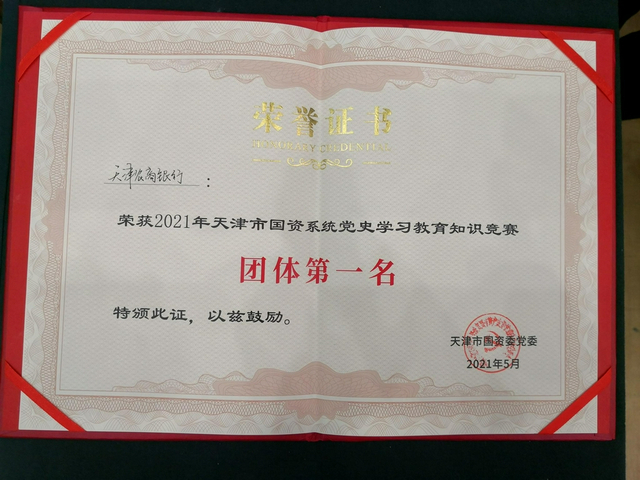 荣誉证书
HONORARY CREDENTIAL
天津农商银行：
荣获2021年天津市国资系统党史学习教育知识竞赛
团体第一名
特颁此证，以兹鼓励。
天津市国资委党委
2021年5月